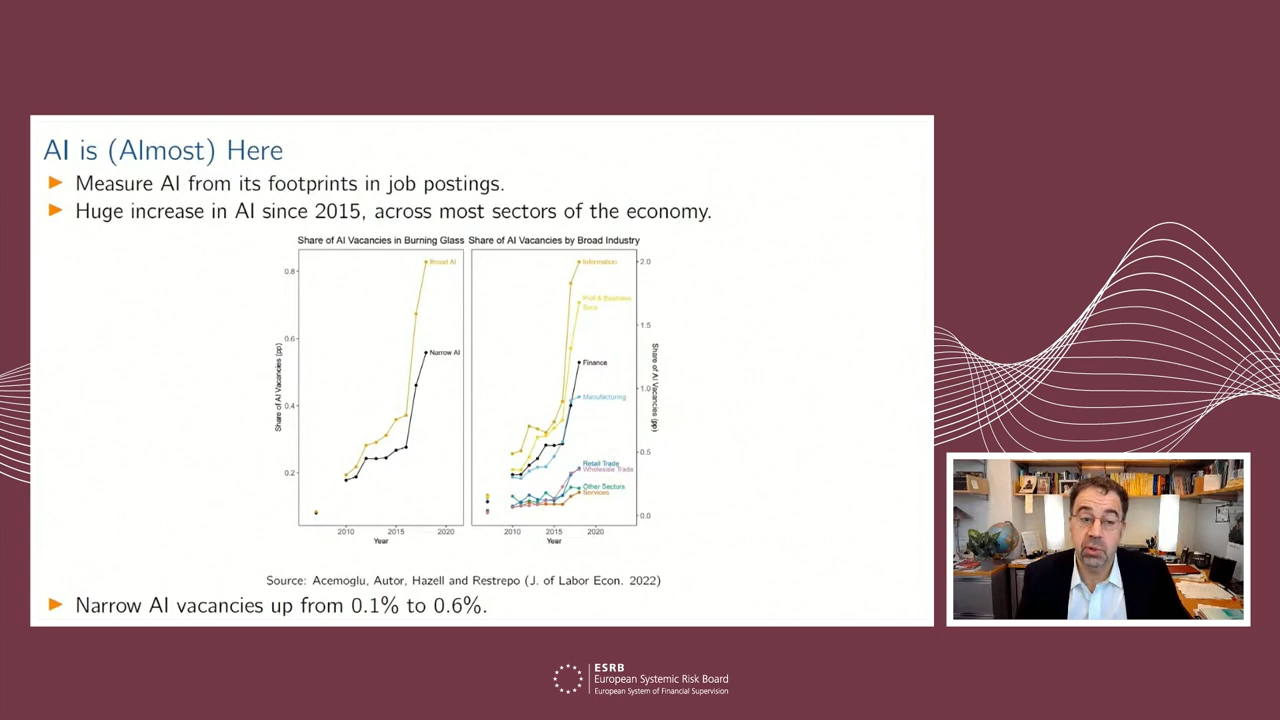 AI is (Almost) Here
Measure AI from its footprints in job postings.
Huge increase in AI since 2015, across most sectors of the economy.
Share of AI Vacancies in Burning Glass
Share of AI Vacancies (pp)
0.8
0.6
0.4
0.2
Broad AI
Narrow AI
2010 2015 2020
Year
Share of AI Vacancies by Broad Industry
Information
Prof & Business
Svcs
Finance
Manufacturing
Retail Trade
Wholesale Trade
Other Sectors
Services
2.0
1.5
1.0
0.5
0.0
Share of AI Vacancies (pp)
2010 2015 2020
Year
Source: Acemoglu, Autor, Hazell and Restrepo (J. of Labor Econ. 2022)
Narrow AI vacancies up from 0.1% to 0.6%.
ESRB
European Systemic Risk Board
European System of Financial Supervision